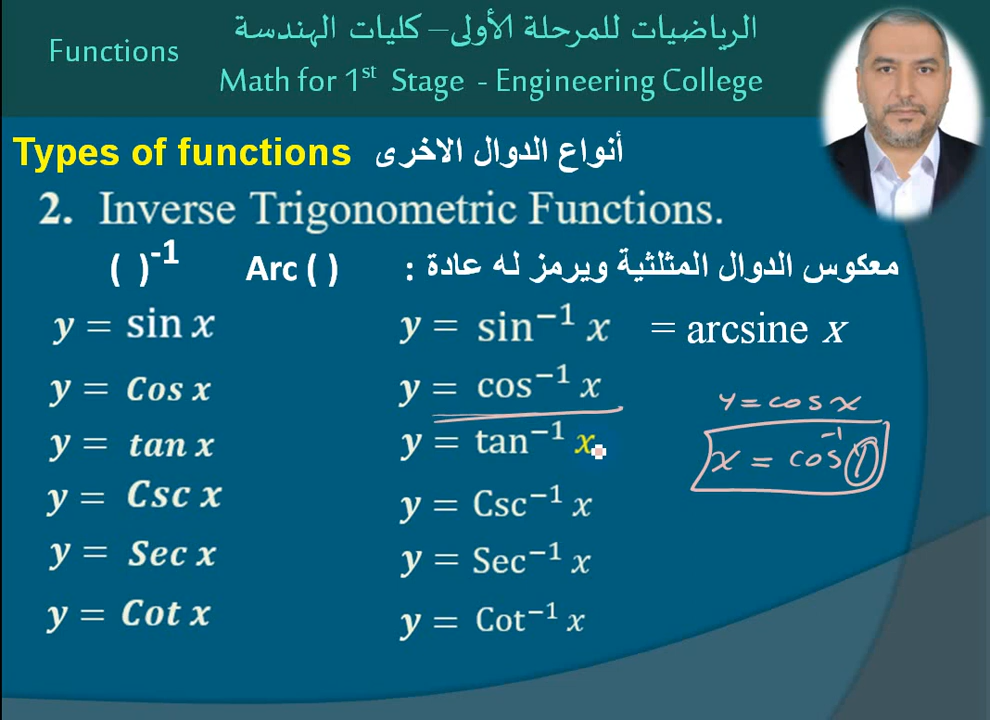 Functions
الرياضيات للمرحلة الأولى – كليات الهندسة
Math for 1st Stage - Engineering College
Types of functions أنواع الدوال الاخرى
2. Inverse Trigonometric Functions.
( )-1 Arc ( ) معكوس الدوال المثلثية ويرمز له عادة :
y = sin x y = sin⁻¹ x = arcsine x
y = Cos x y = cos⁻¹ x
y = cos x
y = tan x y = tan⁻¹ x
x = cos⁻¹ y
y = Csc x y = Csc⁻¹ x
y = Sec x y = Sec⁻¹ x
y = Cot x y = Cot⁻¹ x